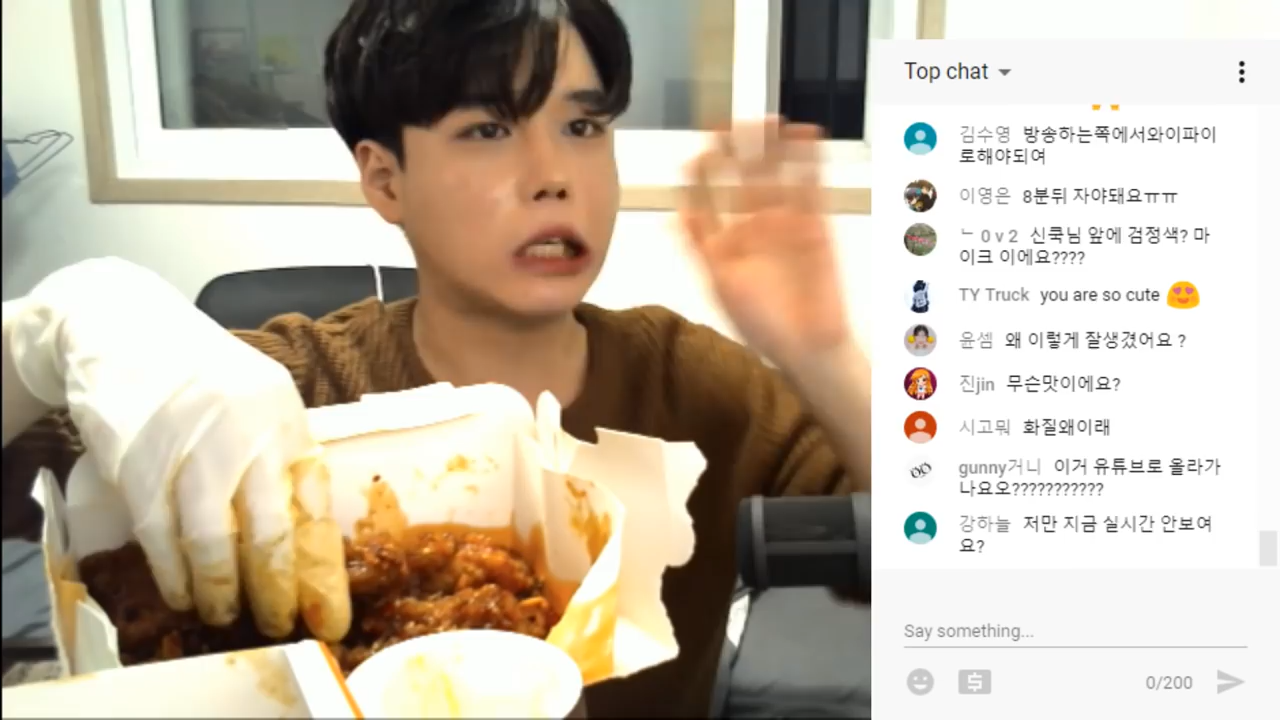 Top chat
김수영 방송하는쪽에서와이파이
로해야되여
이영은 8분뒤 자야돼요ㅠㅠ
ᄂ 0 v 2 신쿡님 앞에 검정색? 마
이크 이에요????
TY Truck you are so cute 😍
윤셈 왜 이렇게 잘생겼어요 ?
진jin 무슨맛이에요?
시고뭐 화질왜이래
gunny거니 이거 유튜브로 올라가
나요오???????????
강하늘 저만 지금 실시간 안보여
요?
Say something...
0/200